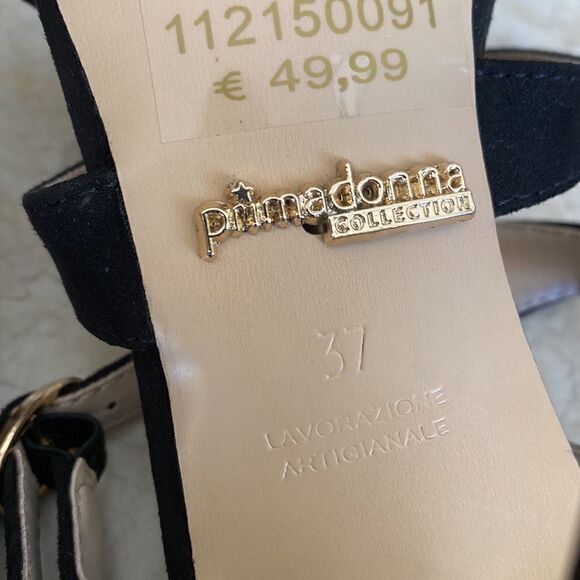 112150091
€ 49,99
primadonna
COLLECTION
37
LAVORAZIONE
ARTIGIANALE